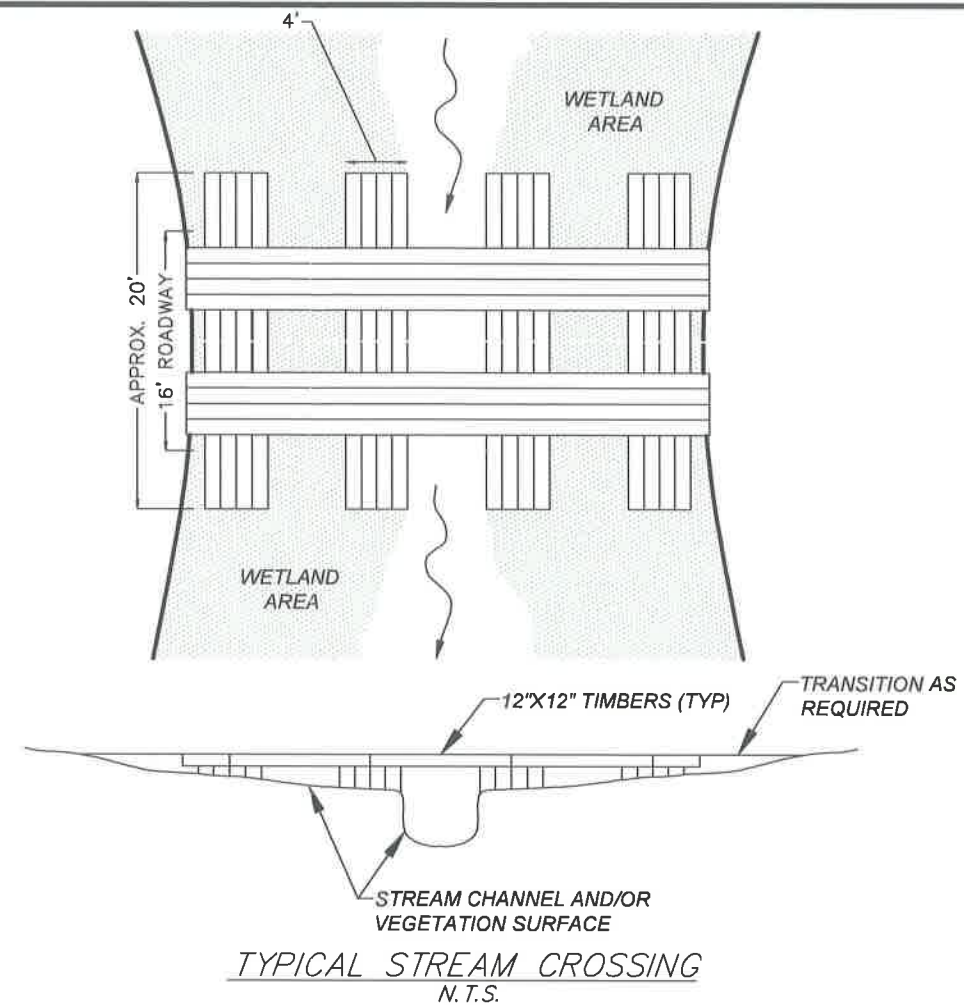 4'
WETLAND
AREA
APPROX. 20'
16' ROADWAY
WETLAND
AREA
12"X12" TIMBERS (TYP)
TRANSITION AS
REQUIRED
STREAM CHANNEL AND/OR
VEGETATION SURFACE
TYPICAL STREAM CROSSING
N.T.S.